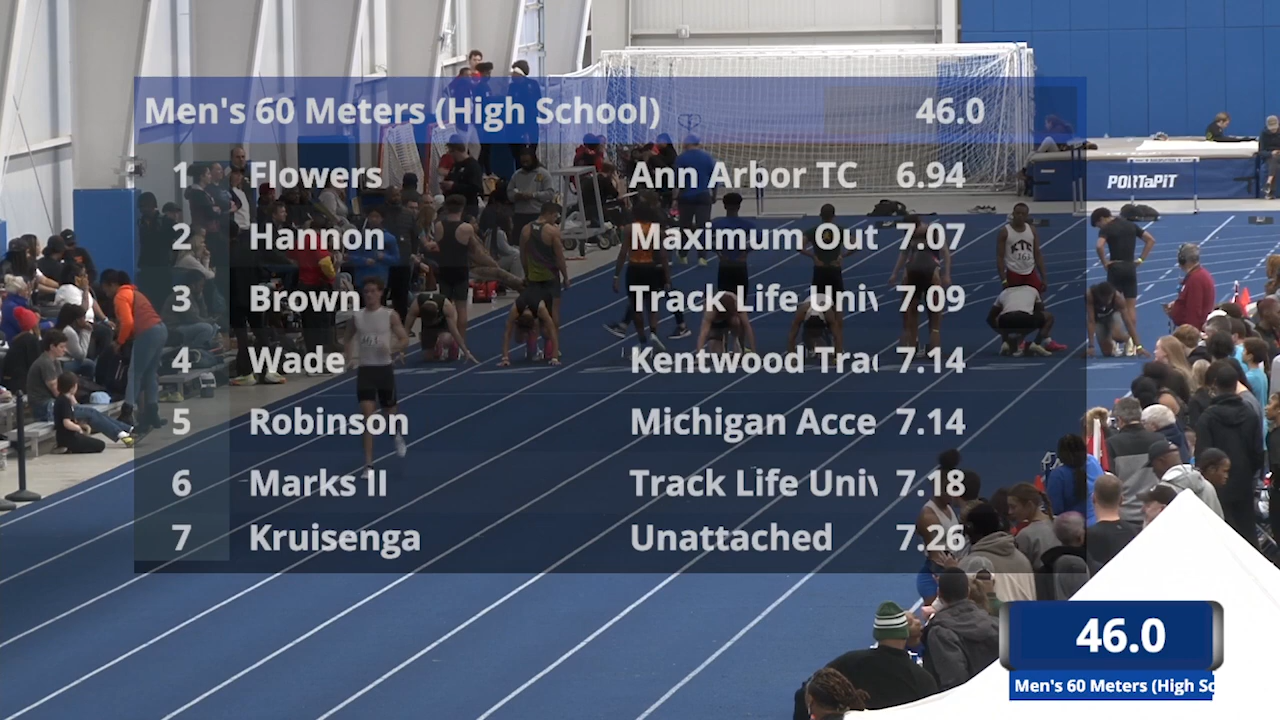 Men's 60 Meters (High School) 46.0
1 Flowers Ann Arbor TC 6.94
2 Hannon Maximum Out 7.07
3 Brown Track Life Univ 7.09
4 Wade Kentwood Tra 7.14
5 Robinson Michigan Acce 7.14
6 Marks II Track Life Univ 7.18
7 Kruisenga Unattached 7.26
PORTaPIT
KTC
46.0
Men's 60 Meters (High Sc